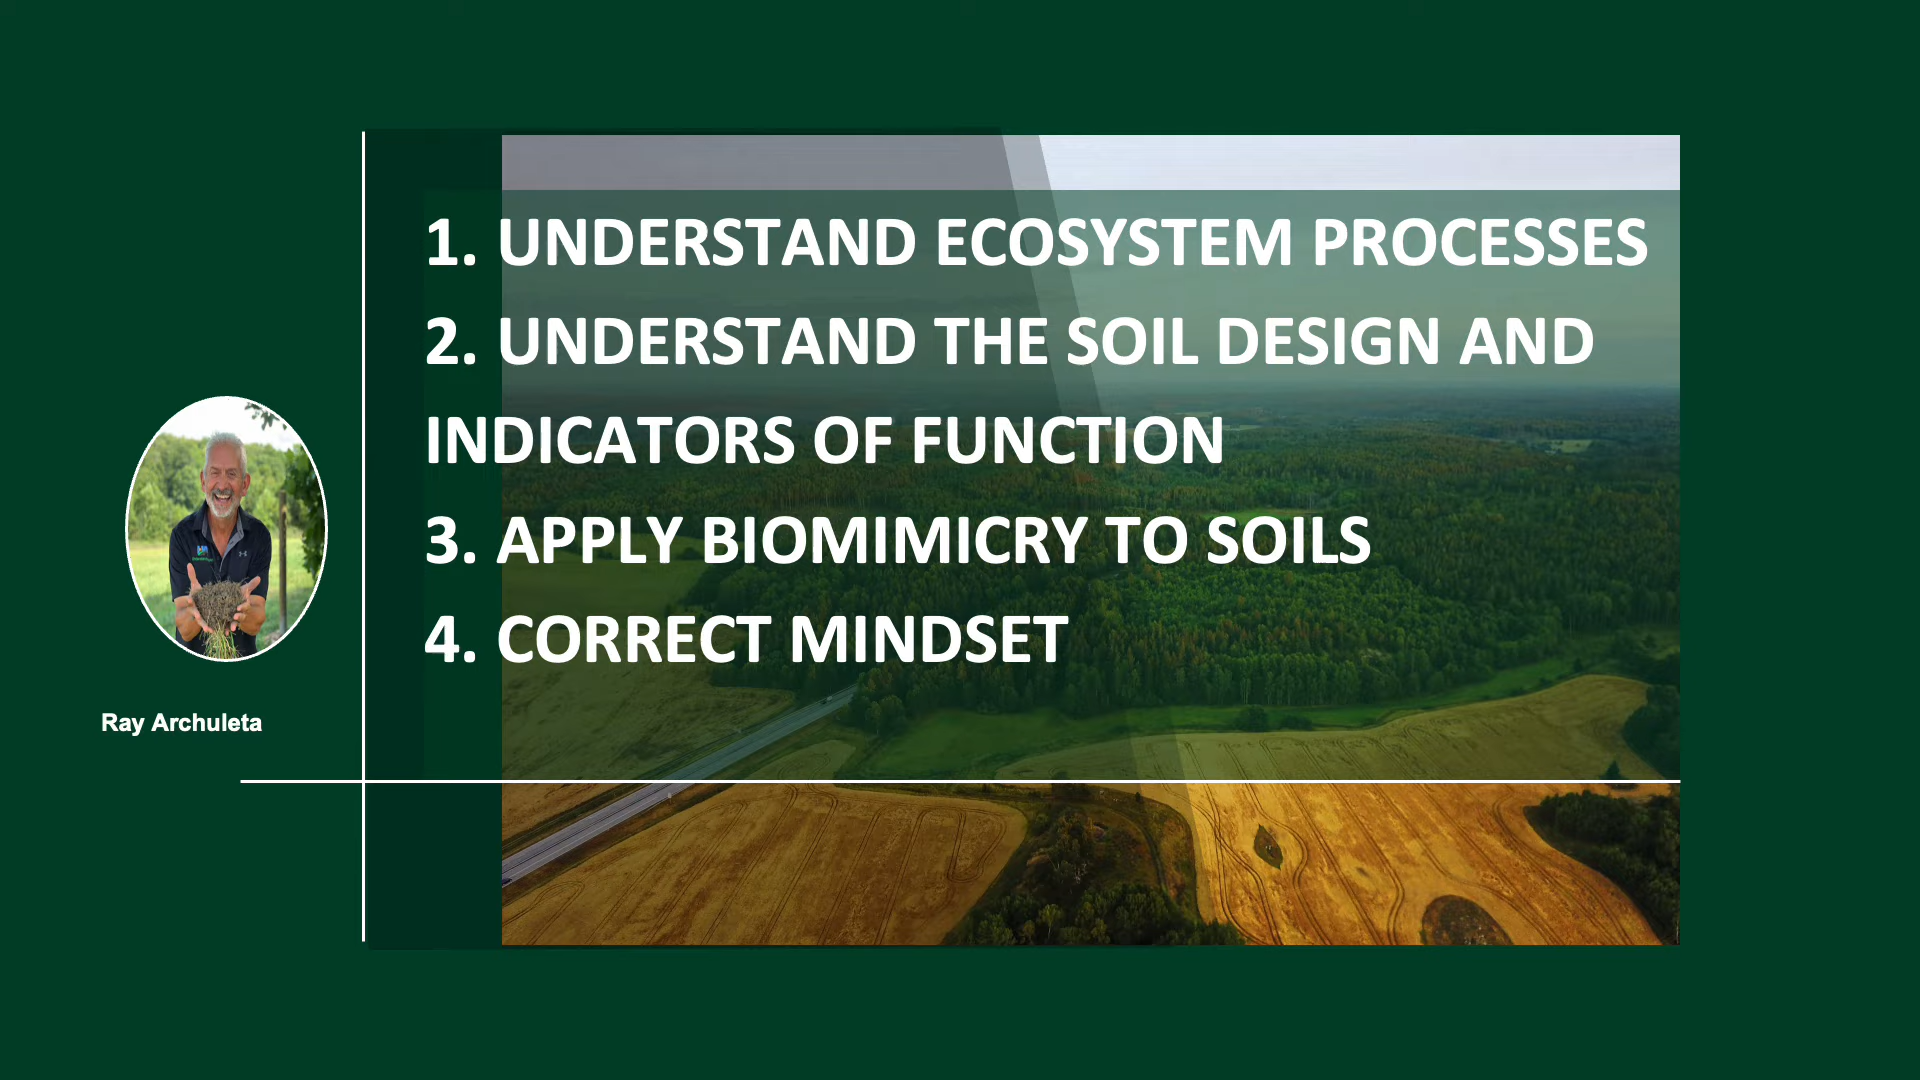 1. UNDERSTAND ECOSYSTEM PROCESSES
2. UNDERSTAND THE SOIL DESIGN AND
INDICATORS OF FUNCTION
3. APPLY BIOMIMICRY TO SOILS
4. CORRECT MINDSET
Ray Archuleta